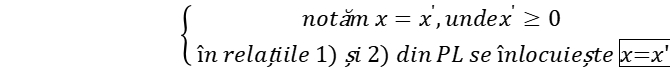 notăm x = x', unde x' ≥ 0
în relațiile 1) și 2) din PL se înlocuiește x=x'